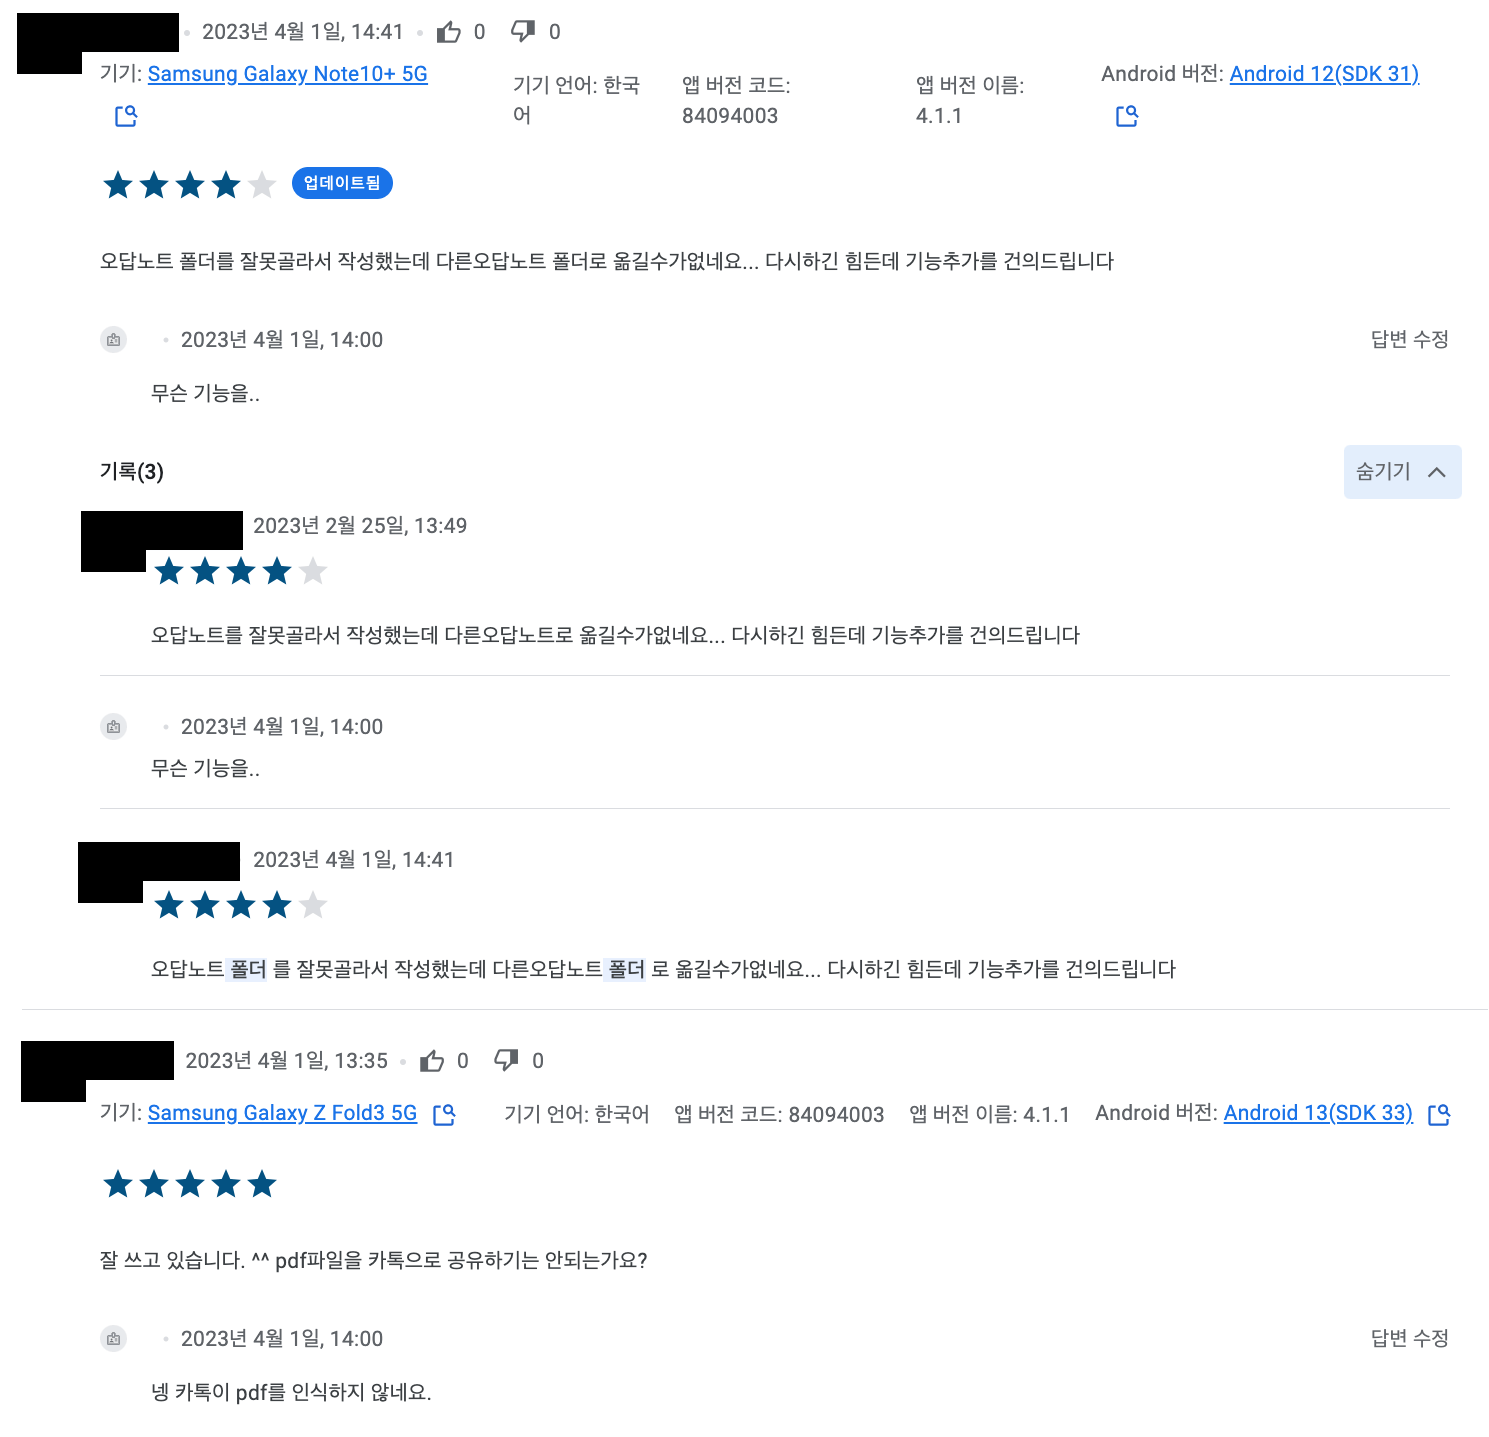 2023년 4월 1일, 14:41 0 0
기기: Samsung Galaxy Note10+ 5G
기기 언어: 한국
어
앱 버전 코드:
84094003
앱 버전 이름:
4.1.1
Android 버전: Android 12(SDK 31)
업데이트됨
오답노트 폴더를 잘못골라서 작성했는데 다른오답노트 폴더로 옮길수가없네요... 다시하긴 힘든데 기능추가를 건의드립니다
2023년 4월 1일, 14:00 답변 수정
무슨 기능을..
기록(3) 숨기기
2023년 2월 25일, 13:49
오답노트를 잘못골라서 작성했는데 다른오답노트로 옮길수가없네요... 다시하긴 힘든데 기능추가를 건의드립니다
2023년 4월 1일, 14:00
무슨 기능을..
2023년 4월 1일, 14:41
오답노트 폴더 를 잘못골라서 작성했는데 다른오답노트 폴더 로 옮길수가없네요... 다시하긴 힘든데 기능추가를 건의드립니다
2023년 4월 1일, 13:35 0 0
기기: Samsung Galaxy Z Fold3 5G 기기 언어: 한국어 앱 버전 코드: 84094003 앱 버전 이름: 4.1.1 Android 버전: Android 13(SDK 33)
잘 쓰고 있습니다. ^^ pdf파일을 카톡으로 공유하기는 안되는가요?
2023년 4월 1일, 14:00 답변 수정
넹 카톡이 pdf를 인식하지 않네요.